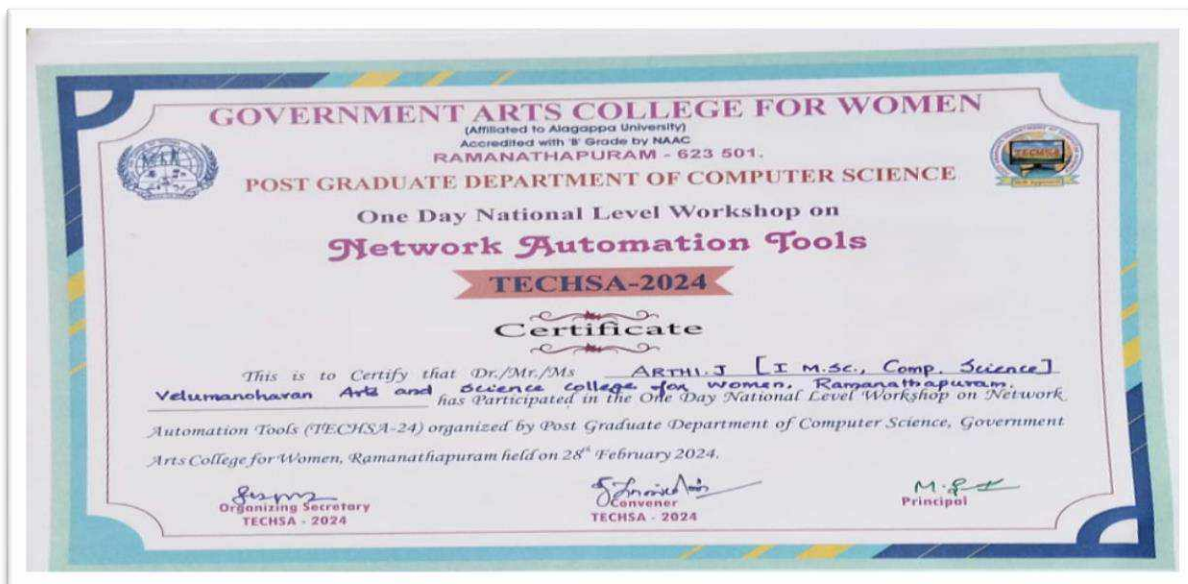 GOVERNMENT ARTS COLLEGE FOR WOMEN
(Affiliated to Alagappa University)
Accredited with 'B' Grade by NAAC
RAMANATHAPURAM - 623 501.
TECHSA
POST GRADUATE DEPARTMENT OF COMPUTER SCIENCE
One Day National Level Workshop on
Network Automation Tools
TECHSA-2024
Certificate
This is to Certify that Dr./Mr./Ms ARTHI.J [I M.Sc., Comp. Science]
Velumanoharan Arts and Science college for women, Ramanathapuram.
has Participated in the One Day National Level Workshop on Network
Automation Tools (TECHSA-24) organized by Post Graduate Department of Computer Science, Government
Arts College for Women, Ramanathapuram held on 28th February 2024.
Organizing Secretary
TECHSA - 2024
Convener
TECHSA - 2024
Principal